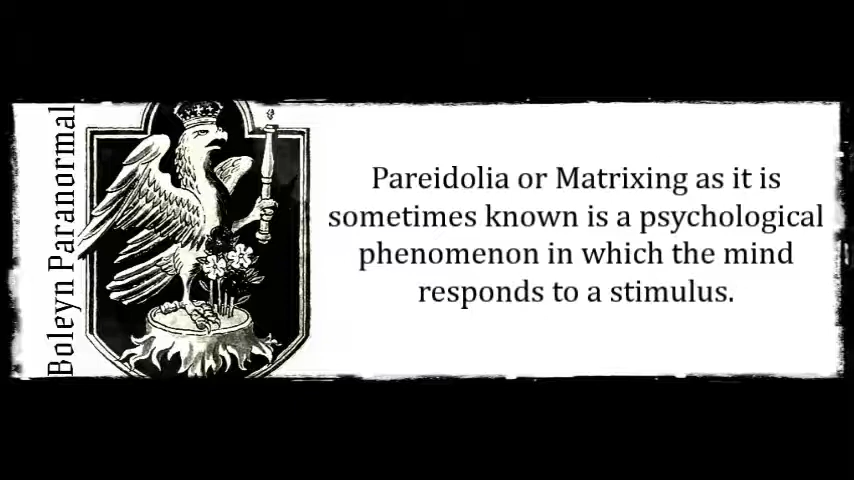 Boleyn Paranormal
Pareidolia or Matrixing as it is
sometimes known is a psychological
phenomenon in which the mind
responds to a stimulus.